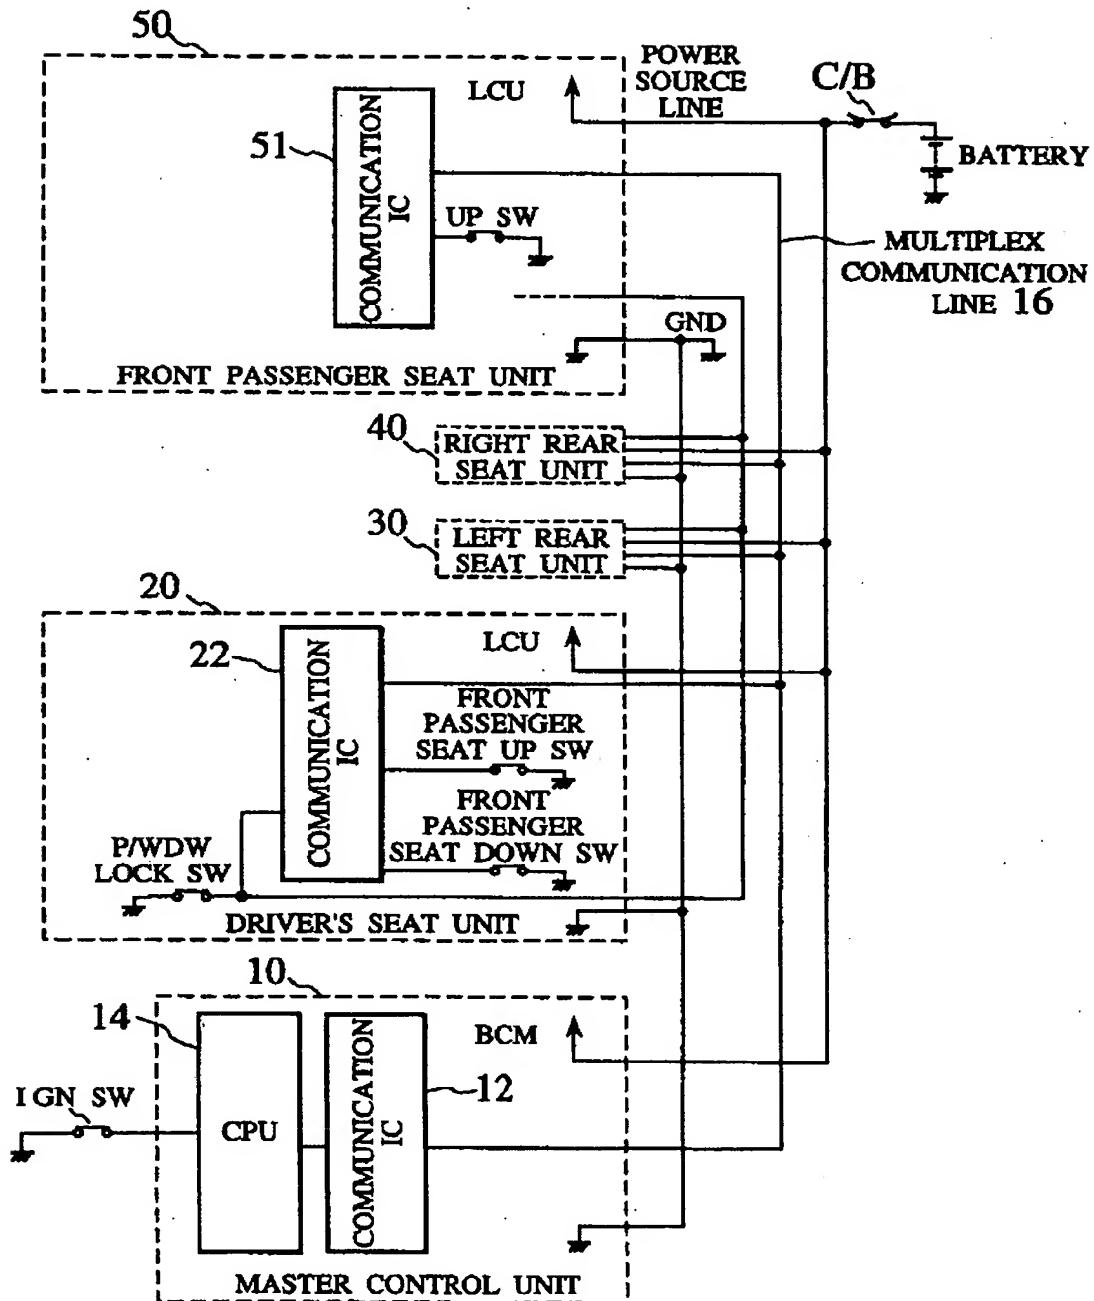 50
POWER
SOURCE
LINE
C/B
LCU
51
COMMUNICATION
IC
BATTERY
UP SW
MULTIPLEX
COMMUNICATION
LINE 16
GND
FRONT PASSENGER SEAT UNIT
40
RIGHT REAR
SEAT UNIT
30
LEFT REAR
SEAT UNIT
20
22
COMMUNICATION
IC
LCU
FRONT
PASSENGER
SEAT UP SW
FRONT
PASSENGER
SEAT DOWN SW
P/WDW
LOCK SW
DRIVER'S SEAT UNIT
10
14
BCM
COMMUNICATION
IC
12
IGN SW
CPU
MASTER CONTROL UNIT